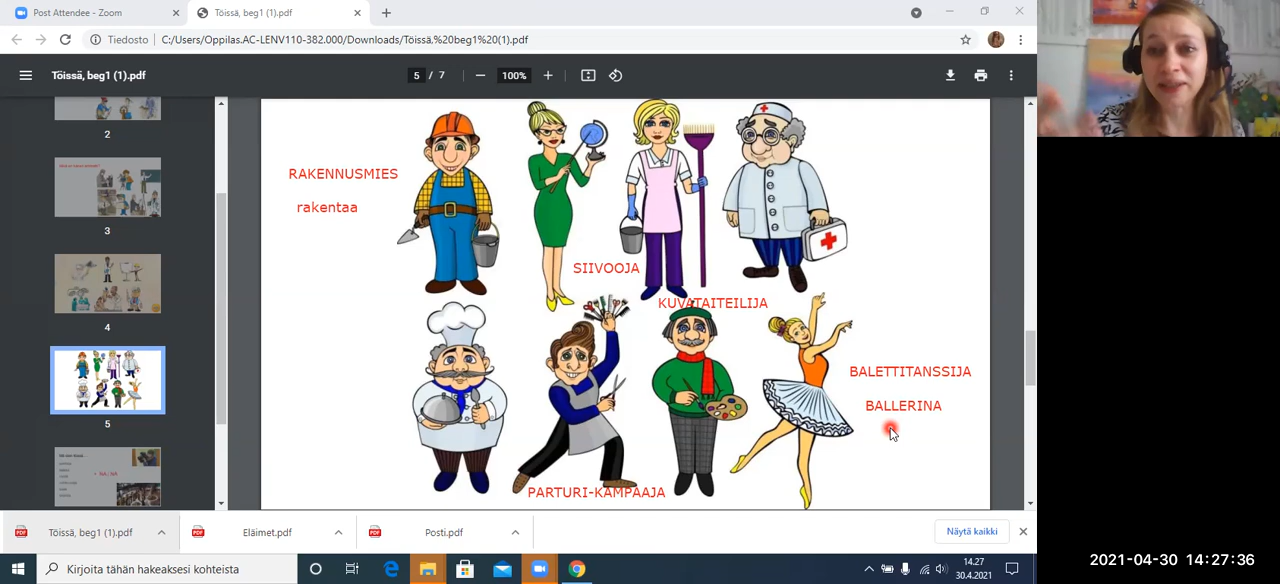 Post Attendee - Zoom
Töissä, beg1 (1).pdf
Tiedosto
C:/Users/Oppilas.AC-LENV110-382.000/Downloads/Töissä,%20beg1%20(1).pdf
Töissä, beg1 (1).pdf
5 / 7
100%
2
3
4
5
RAKENNUSMIES
rakentaa
SIIVOOJA
KUVATAITEILIJA
BALETTITANSSIJA
BALLERINA
PARTURI-KAMPAAJA
Töissä, beg1 (1).pdf
Eläimet.pdf
Posti.pdf
Näytä kaikki
Kirjoita tähän hakeaksesi kohteista
14.27
30.4.2021
2021-04-30 14:27:36